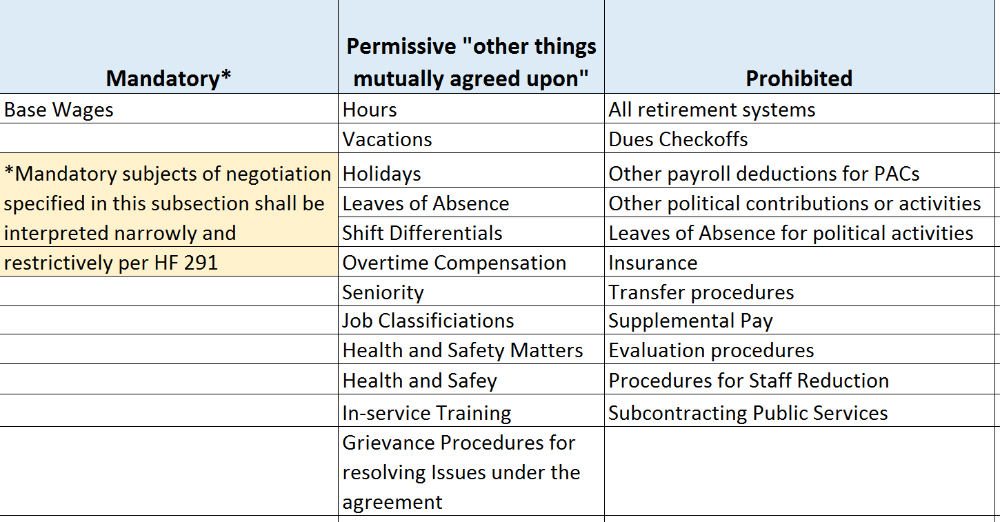 Mandatory*
Permissive "other things
mutually agreed upon"
Prohibited
Base Wages
Hours
All retirement systems
Vacations
Dues Checkoffs
*Mandatory subjects of negotiation
specified in this subsection shall be
interpreted narrowly and
restrictively per HF 291
Holidays
Other payroll deductions for PACs
Leaves of Absence
Other political contributions or activities
Shift Differentials
Leaves of Absence for political activities
Overtime Compensation
Insurance
Seniority
Transfer procedures
Job Classificiations
Supplemental Pay
Health and Safety Matters
Evaluation procedures
Health and Safey
Procedures for Staff Reduction
In-service Training
Subcontracting Public Services
Grievance Procedures for
resolving Issues under the
agreement